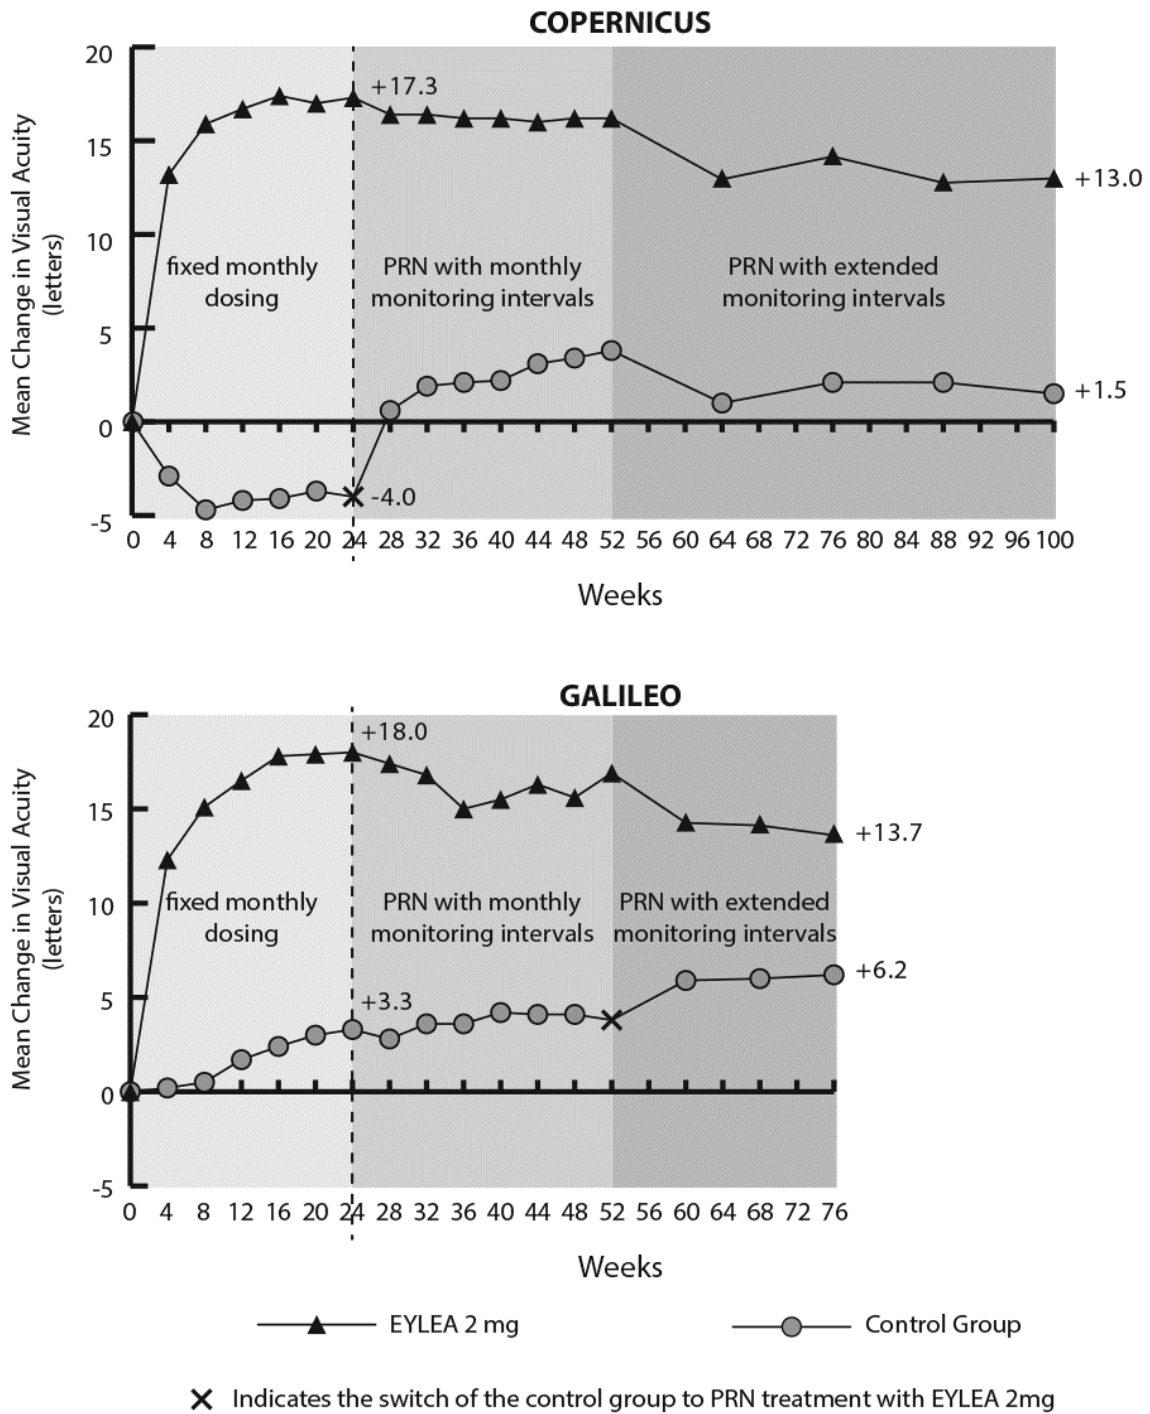 COPERNICUS
Mean Change in Visual Acuity
(letters)
20
15
10
5
0
-5
+17.3
+13.0
fixed monthly
dosing
PRN with monthly
monitoring intervals
PRN with extended
monitoring intervals
+1.5
-4.0
0 4 8 12 16 20 24 28 32 36 40 44 48 52 56 60 64 68 72 76 80 84 88 92 96 100
Weeks
GALILEO
Mean Change in Visual Acuity
(letters)
20
15
10
5
0
-5
+18.0
+13.7
fixed monthly
dosing
PRN with monthly
monitoring intervals
PRN with extended
monitoring intervals
+3.3
+6.2
0 4 8 12 16 20 24 28 32 36 40 44 48 52 56 60 64 68 72 76
Weeks
EYLEA 2 mg
Control Group
Indicates the switch of the control group to PRN treatment with EYLEA 2mg